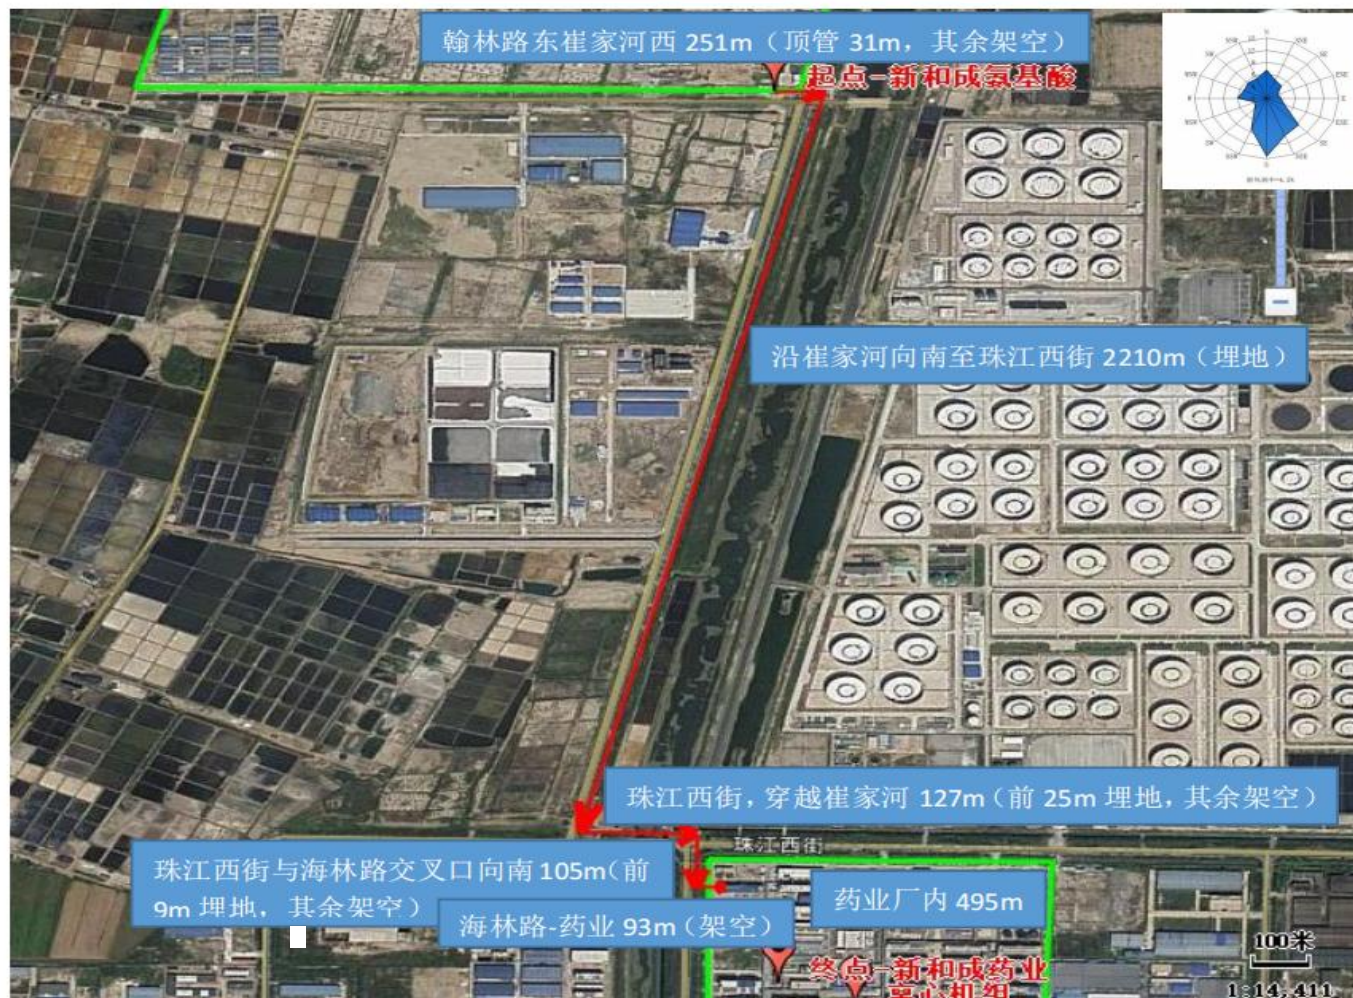 翰林路东崔家河西 251m（顶管 31m，其余架空）
起点-新和成氨基酸
沿崔家河向南至珠江西街 2210m（埋地）
珠江西街，穿越崔家河 127m（前 25m 埋地，其余架空）
珠江西街
珠江西街与海林路交叉口向南 105m（前
9m 埋地，其余架空）
药业厂内 495m
海林路-药业 93m（架空）
终点-新和成药业
离心机组
100米
1:14,411